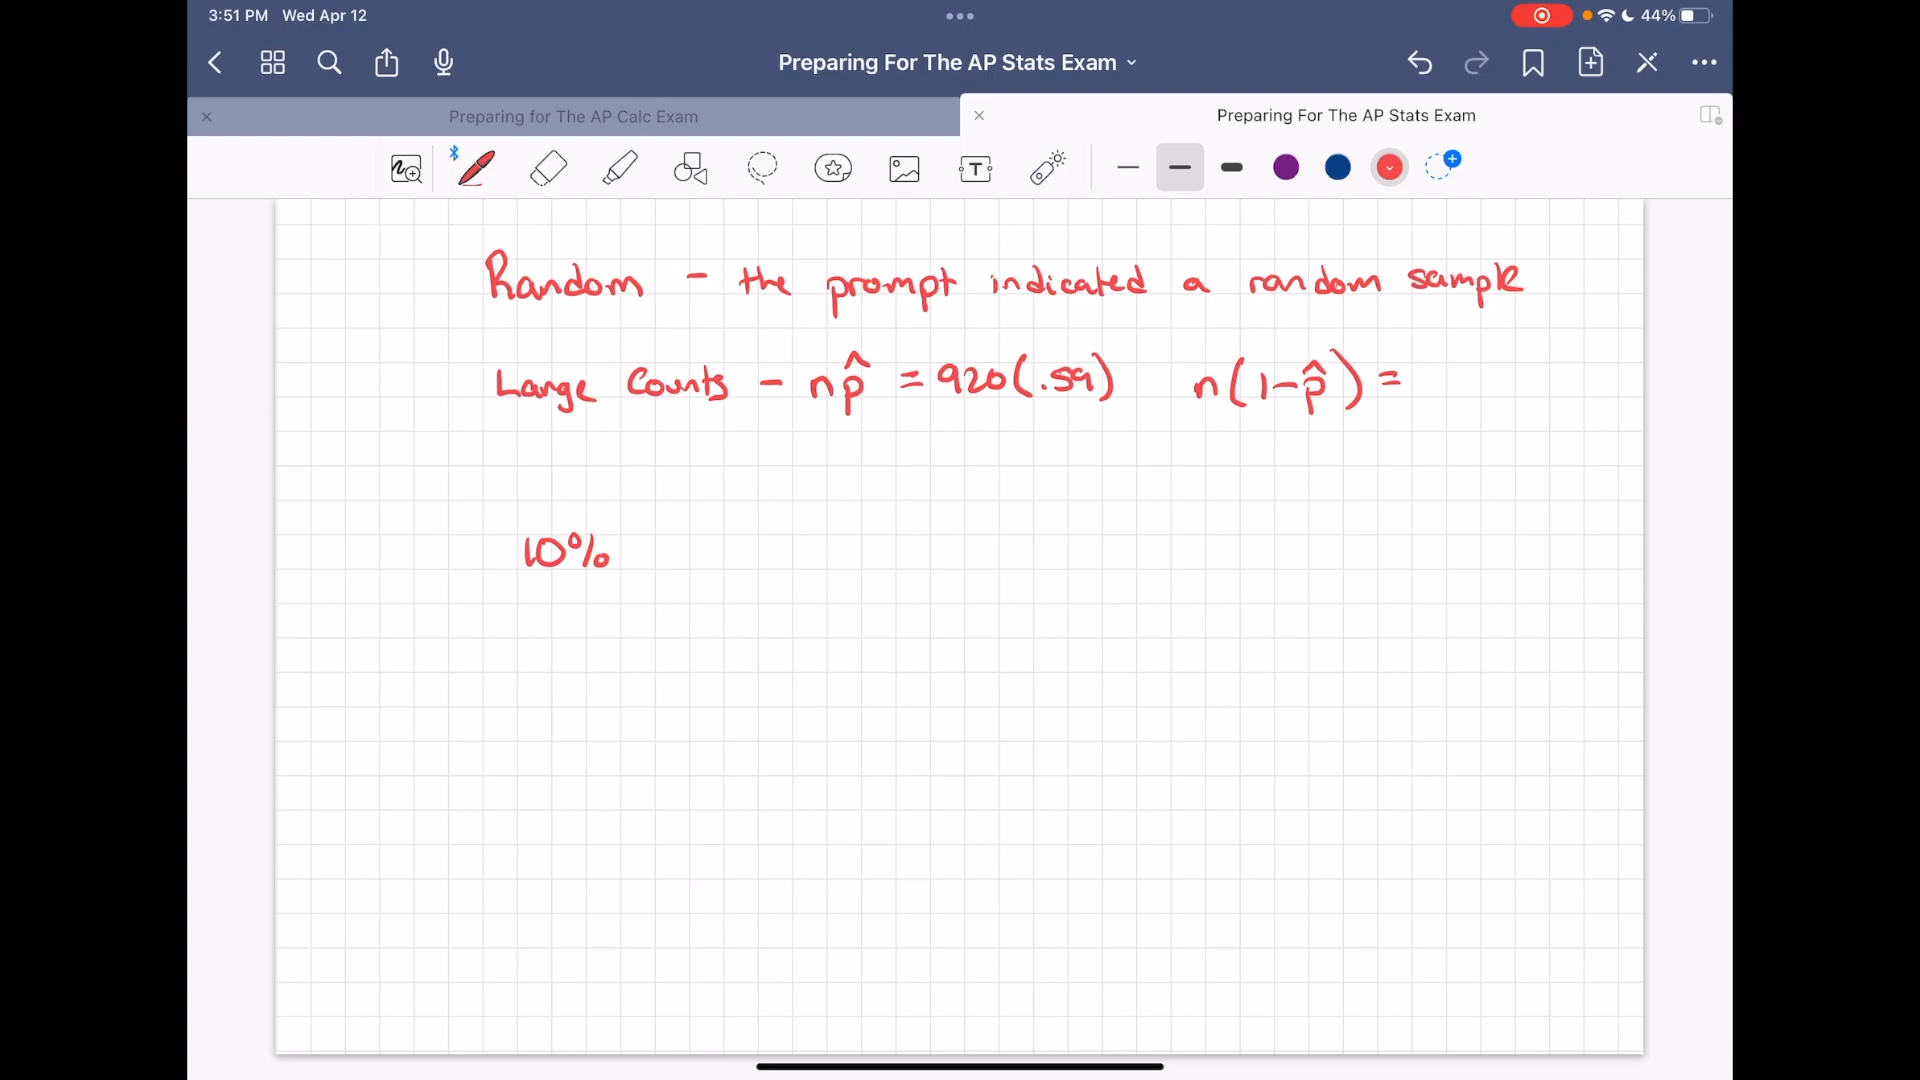 3:51 PM Wed Apr 12
44%
Preparing For The AP Stats Exam
Preparing for The AP Calc Exam
Preparing For The AP Stats Exam
Random - the prompt indicated a random sample
Large Counts - np̂ = 920(.59) n(1-p̂) =
10%